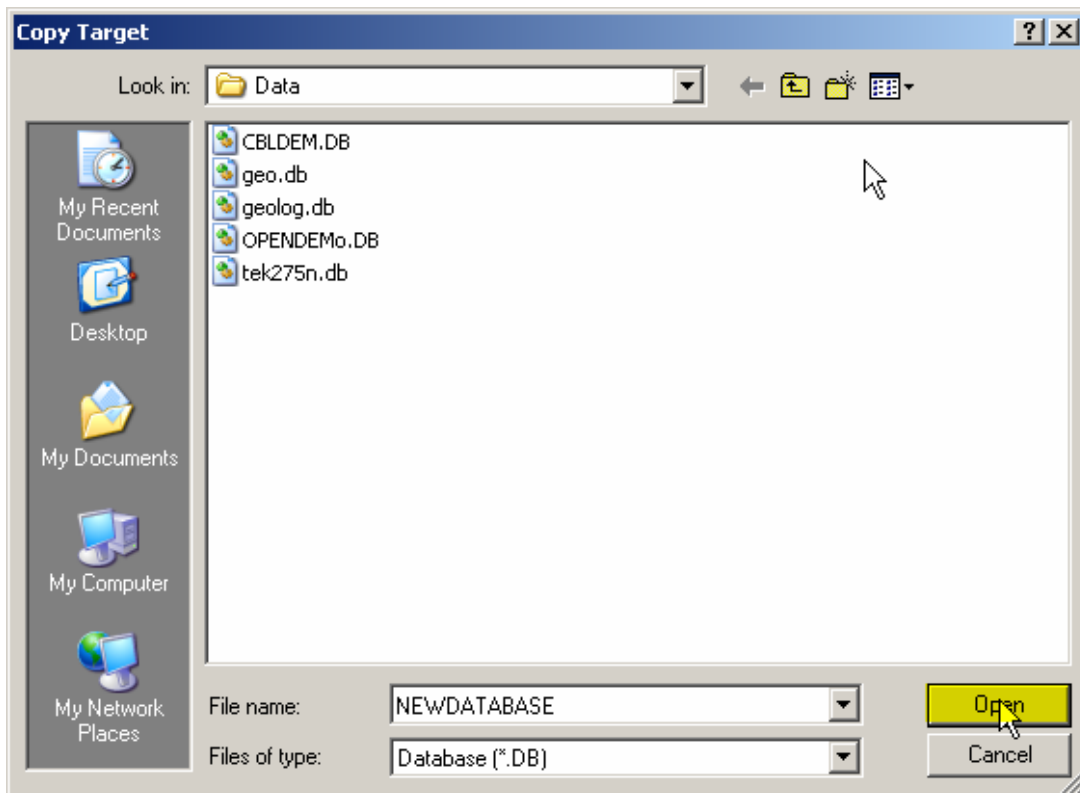 Copy Target
Look in:
Data
CBLDEM.DB
geo.db
geolog.db
OPENDEMo.DB
tek275n.db
My Recent
Documents
Desktop
My Documents
My Computer
My Network
Places
File name:
NEWDATABASE
Open
Files of type:
Database (*.DB)
Cancel